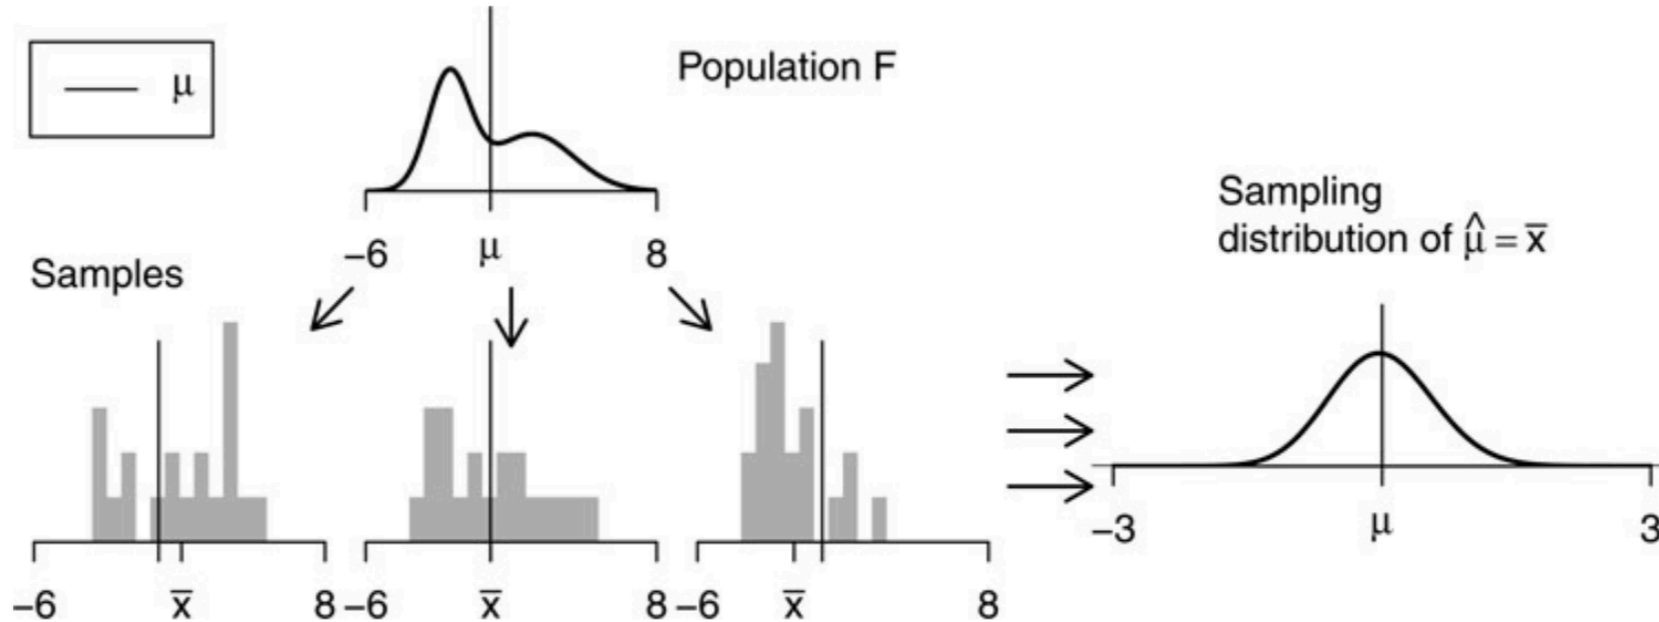 μ
Population F
−6 μ 8
Samples
Sampling
distribution of μ̂ = x̄
−6 x̄ 8
−6 x̄ 8
−6 x̄ 8
−3 μ 3